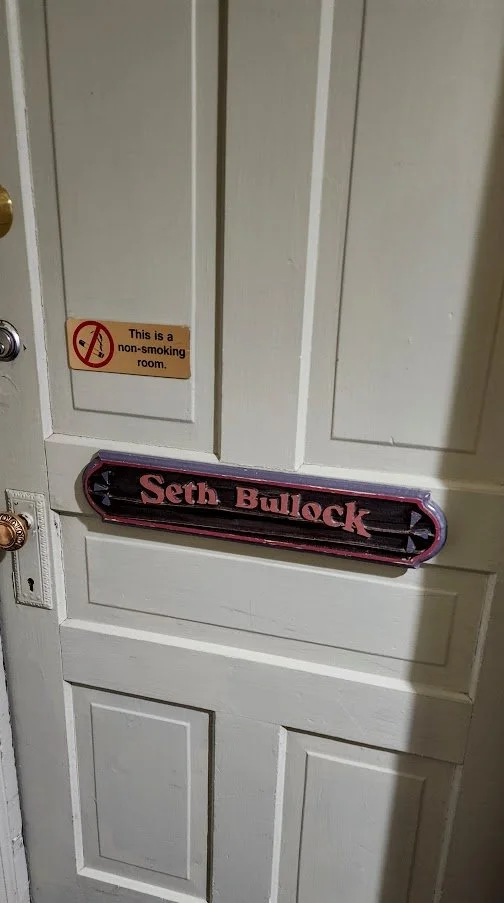 This is a
non-smoking
room.
Seth Bullock